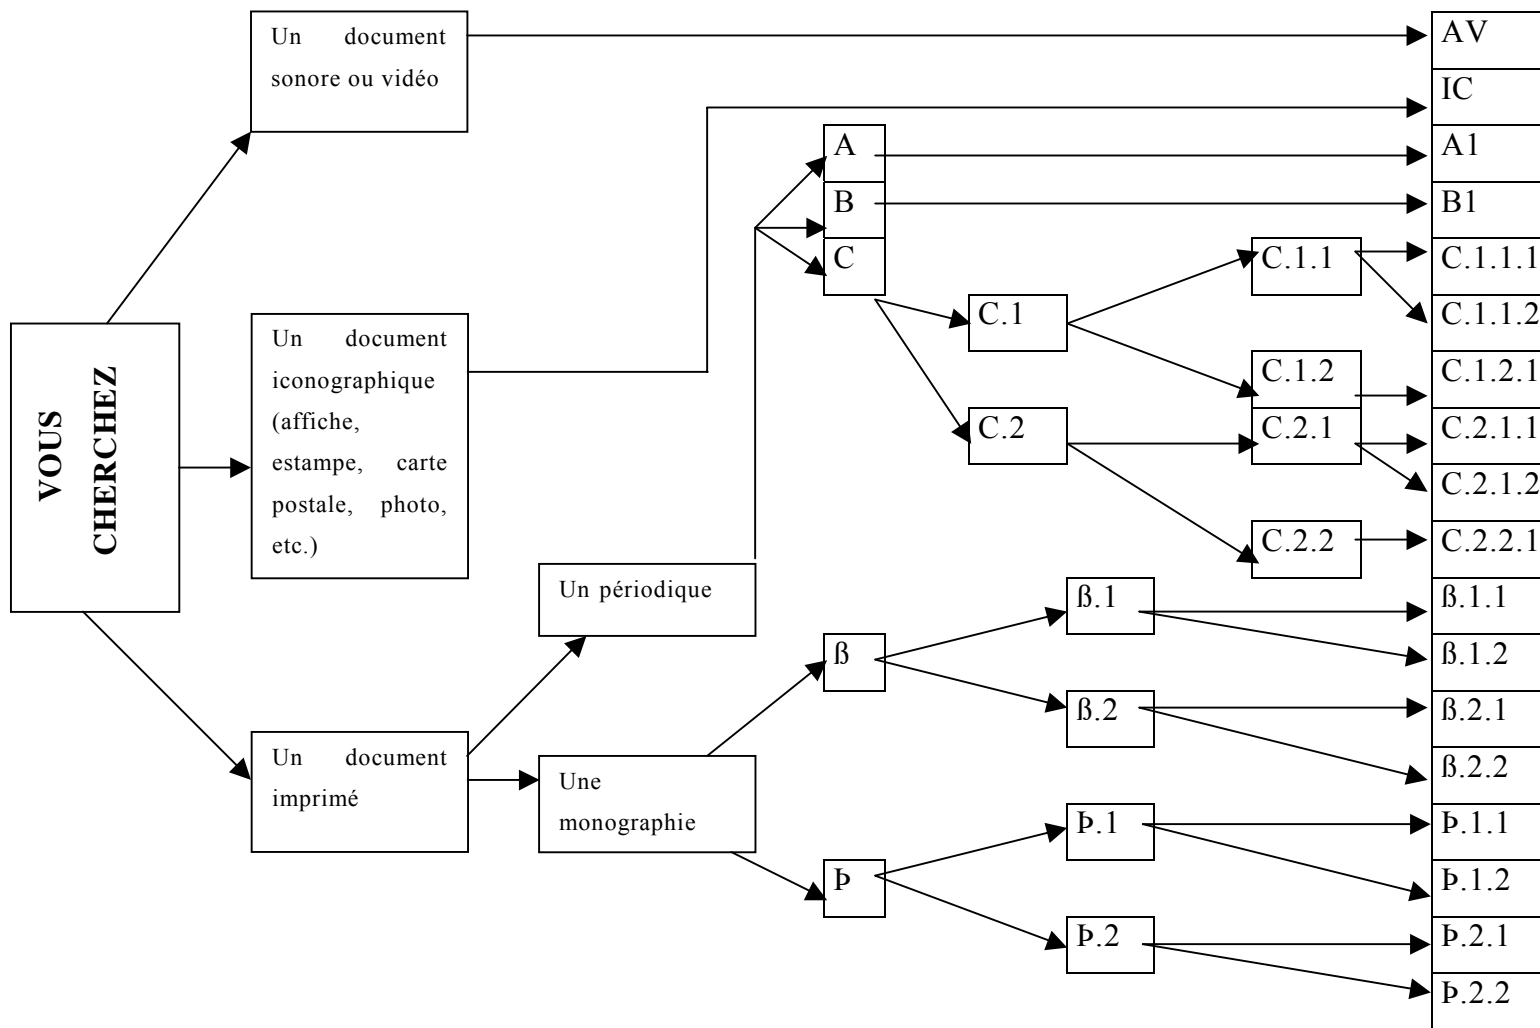 Un document
sonore ou vidéo
VOUS
CHERCHEZ
Un document
iconographique
(affiche,
estampe, carte
postale, photo,
etc.)
Un document
imprimé
Un périodique
Une
monographie
A
B
C
C.1
C.2
C.1.1
C.1.2
C.2.1
C.2.2
ß
Þ
ß.1
ß.2
Þ.1
Þ.2
AV
IC
A1
B1
C.1.1.1
C.1.1.2
C.1.2.1
C.2.1.1
C.2.1.2
C.2.2.1
ß.1.1
ß.1.2
ß.2.1
ß.2.2
Þ.1.1
Þ.1.2
Þ.2.1
Þ.2.2